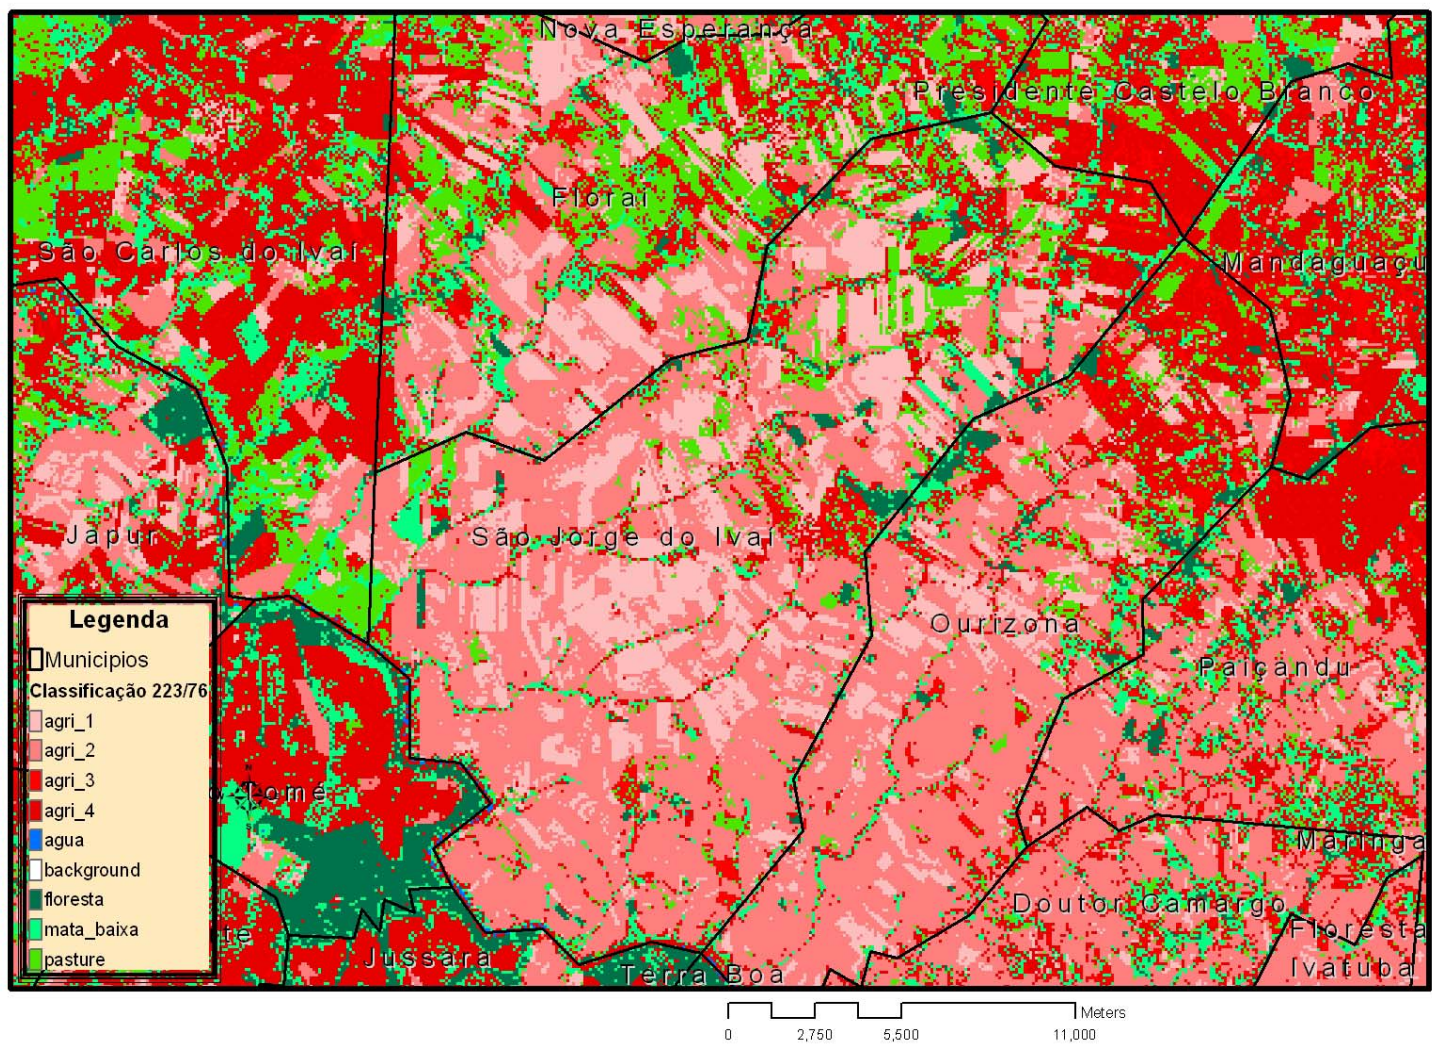 Nova Esperança
Presidente Castelo Branco
Floraí
São Carlos do Ivaí
Mandaguaçu
Japur
São Jorge do Ivaí
Ourizona
Paiçandu
Tomé
Maringa
Doutor Camargo
Floresta
te
Jussara
Terra Boa
Ivatuba
Legenda
Municipios
Classificação 223/76
agri_1
agri_2
agri_3
agri_4
agua
background
floresta
mata_baixa
pasture
Meters
0 2,750 5,500 11,000